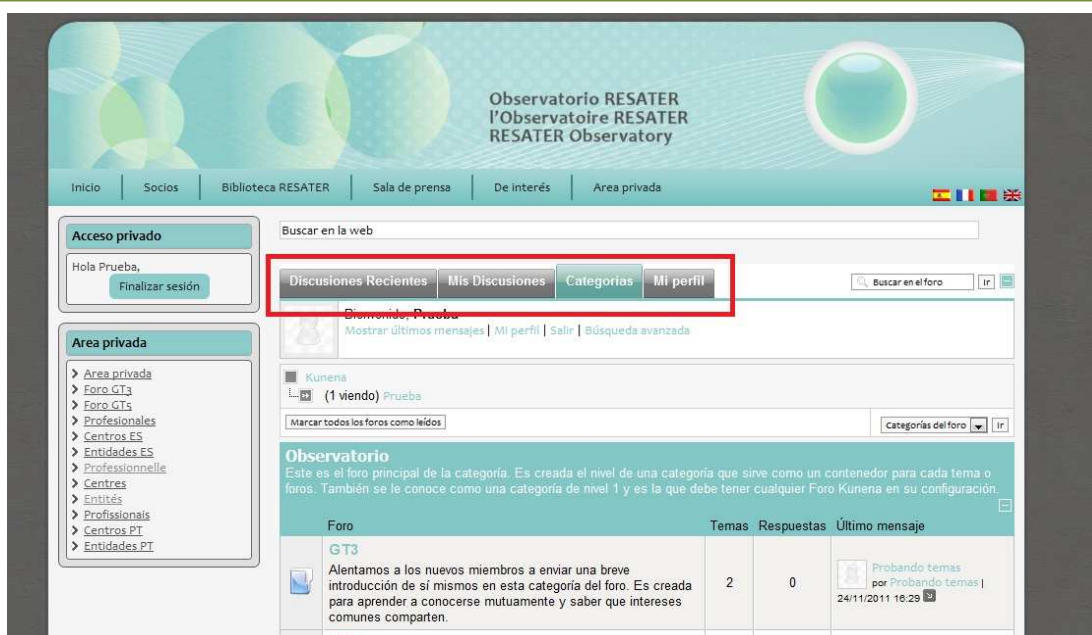 Observatorio RESATER
l'Observatoire RESATER
RESATER Observatory
Inicio
Socios
Biblioteca RESATER
Sala de prensa
De interés
Area privada
Acceso privado
Hola Prueba,
Finalizar sesión
Area privada
Area privada
Foro GT3
Foro GT5
Profesionales
Centros ES
Entidades ES
Professionnelle
Centres
Entités
Profissionais
Centros PT
Entidades PT
Buscar en la web
Discusiones Recientes
Mis Discusiones
Categorías
Mi perfil
Buscar en el foro
Ir
Bienvenido, Prueba
Mostrar últimos mensajes | Mi perfil | Salir | Búsqueda avanzada
Kunena
(1 viendo) Prueba
Marcar todos los foros como leídos
Categorías del foro
Ir
Observatorio
Este es el foro principal de la categoría. Es creada el nivel de una categoría que sirve como un contenedor para cada tema o
foros. También se le conoce como una categoría de nivel 1 y es la que debe tener cualquier Foro Kunena en su configuración.
Foro Temas Respuestas Último mensaje
GT3
Alentamos a los nuevos miembros a enviar una breve
introducción de sí mismos en esta categoría del foro. Es creada
para aprender a conocerse mutuamente y saber que intereses
comunes comparten.
2
0
Probando temas
por Probando temas |
24/11/2011 16:29